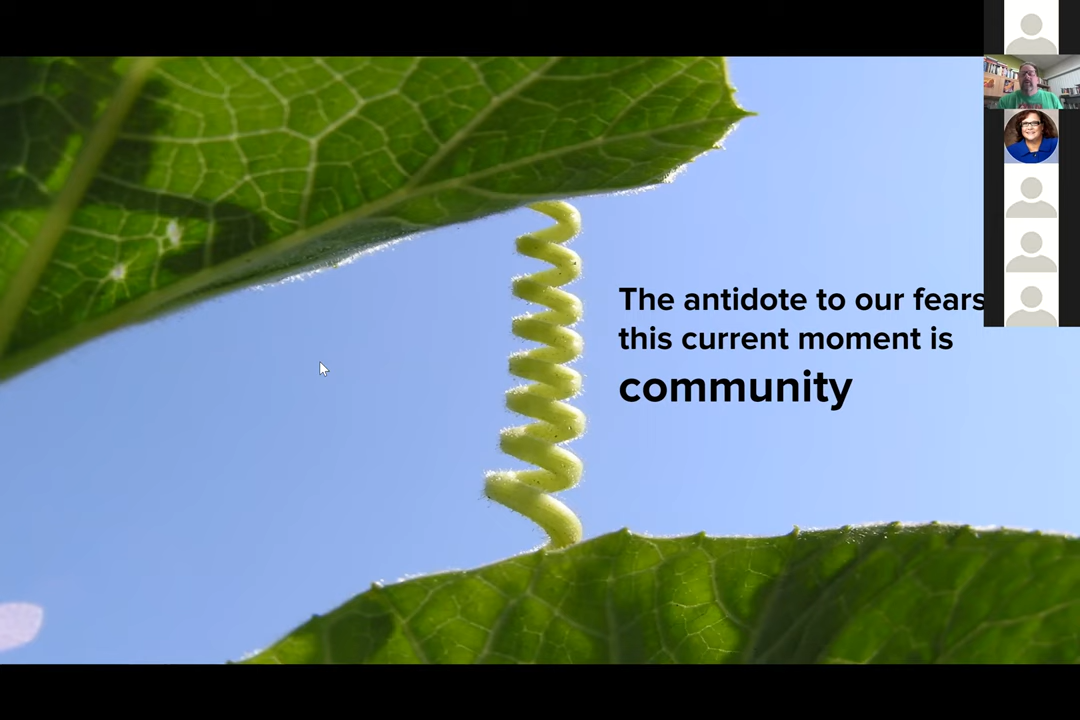 The antidote to our fears
this current moment is
community